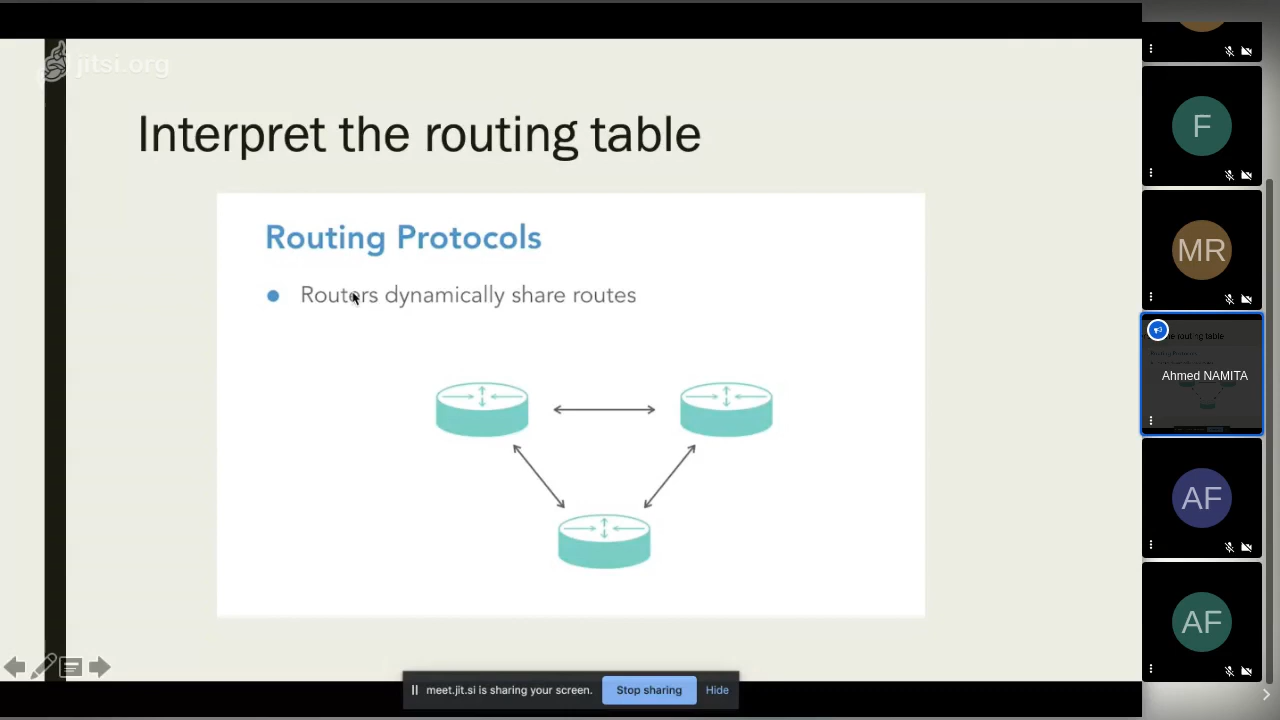 jitsi.org
Interpret the routing table
Routing Protocols
Routers dynamically share routes
meet.jit.si is sharing your screen.
Stop sharing
Hide
F
MR
Ahmed NAMITA
AF
AF